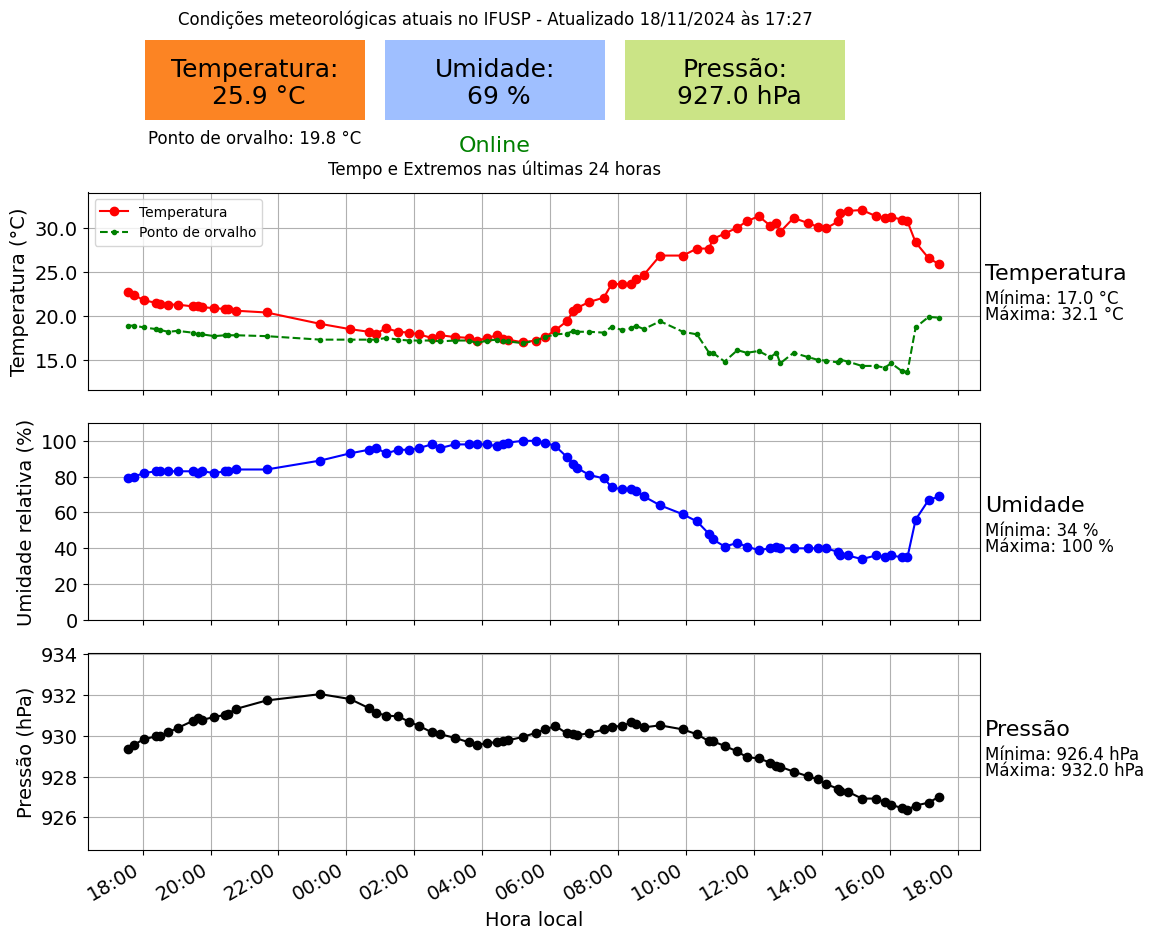 Condições meteorológicas atuais no IFUSP - Atualizado 18/11/2024 às 17:27
Temperatura:
25.9 °C
Umidade:
69 %
Pressão:
927.0 hPa
Ponto de orvalho: 19.8 °C
Online
Tempo e Extremos nas últimas 24 horas
Temperatura (°C)
30.0
25.0
20.0
15.0
Temperatura
Ponto de orvalho
Temperatura
Mínima: 17.0 °C
Máxima: 32.1 °C
Umidade relativa (%)
100
80
60
40
20
0
Umidade
Mínima: 34 %
Máxima: 100 %
Pressão (hPa)
934
932
930
928
926
Pressão
Mínima: 926.4 hPa
Máxima: 932.0 hPa
18:00 20:00 22:00 00:00 02:00 04:00 06:00 08:00 10:00 12:00 14:00 16:00 18:00
Hora local